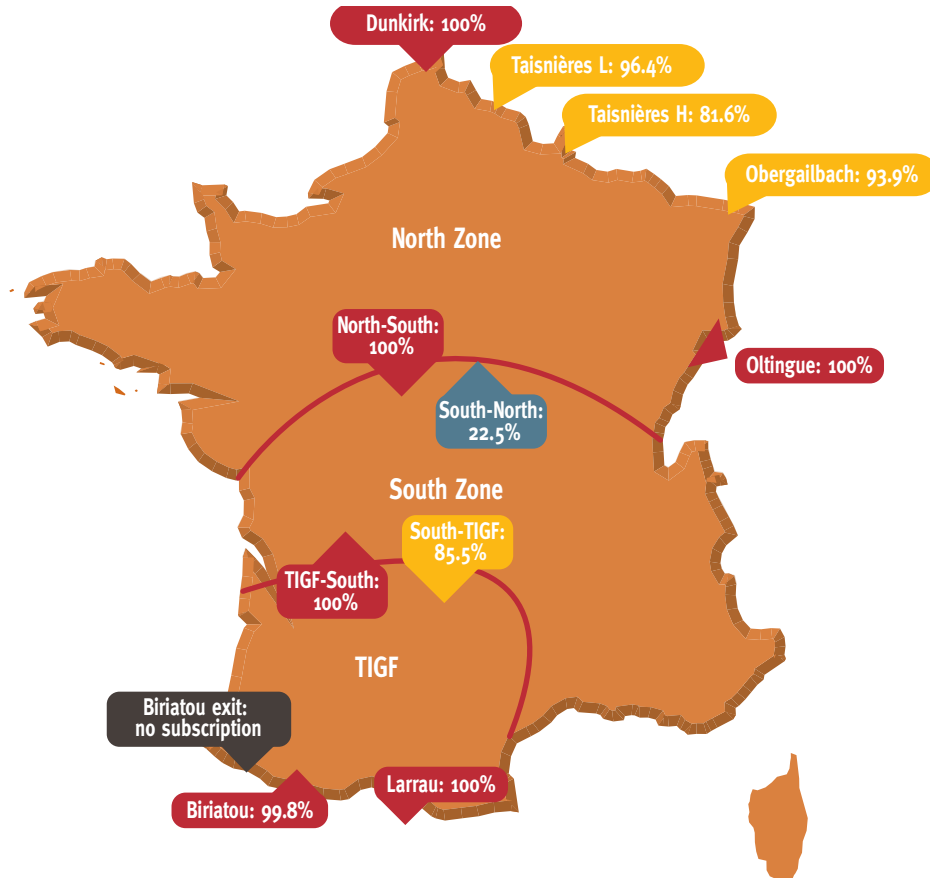 Dunkirk: 100%
Taisnières L: 96.4%
Taisnières H: 81.6%
Obergailbach: 93.9%
North Zone
North-South:
100%
Oltingue: 100%
South-North:
22.5%
South Zone
South-TIGF:
85.5%
TIGF-South:
100%
TIGF
Biriatou exit:
no subscription
Larrau: 100%
Biriatou: 99.8%